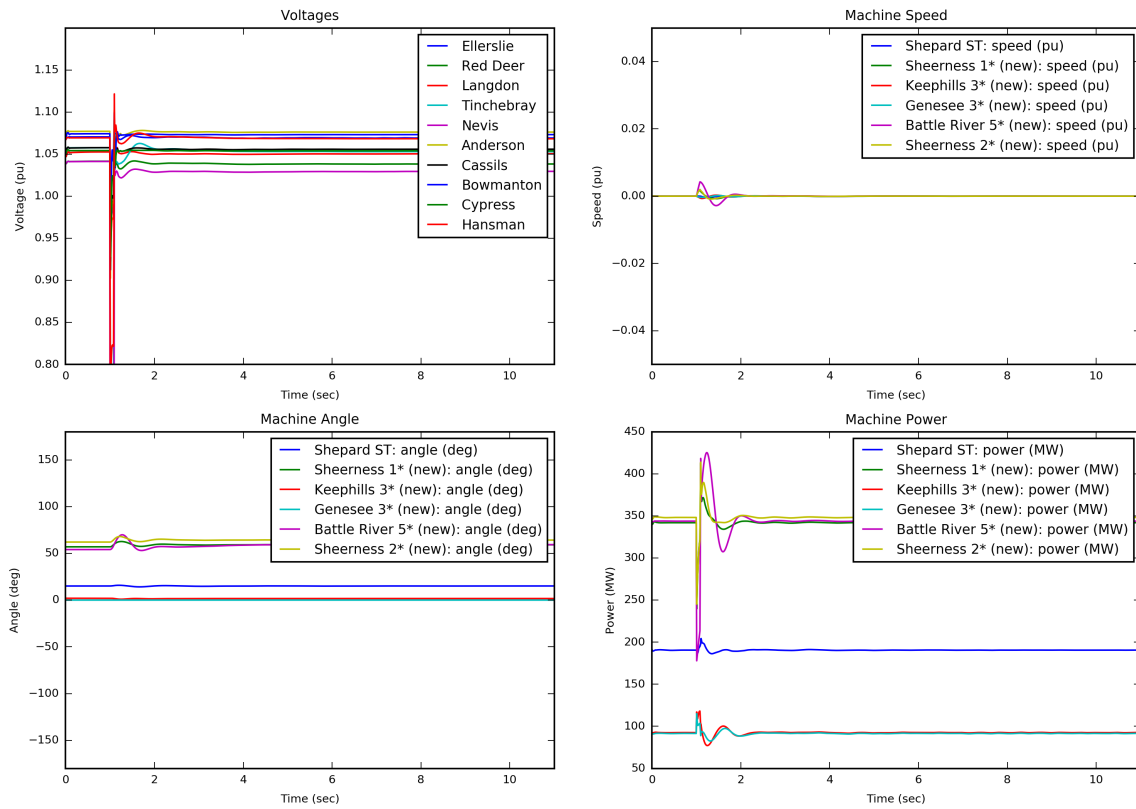 Voltages
1.15
1.10
1.05
1.00
0.95
0.90
0.85
0.80
Voltage (pu)
0 2 4 6 8 10
Time (sec)
Ellerslie
Red Deer
Langdon
Tinchebray
Nevis
Anderson
Cassils
Bowmanton
Cypress
Hansman
Machine Speed
0.04
0.02
0.00
−0.02
−0.04
Speed (pu)
0 2 4 6 8 10
Time (sec)
Shepard ST: speed (pu)
Sheerness 1* (new): speed (pu)
Keephills 3* (new): speed (pu)
Genesee 3* (new): speed (pu)
Battle River 5* (new): speed (pu)
Sheerness 2* (new): speed (pu)
Machine Angle
150
100
50
0
−50
−100
−150
Angle (deg)
0 2 4 6 8 10
Time (sec)
Shepard ST: angle (deg)
Sheerness 1* (new): angle (deg)
Keephills 3* (new): angle (deg)
Genesee 3* (new): angle (deg)
Battle River 5* (new): angle (deg)
Sheerness 2* (new): angle (deg)
Machine Power
450
400
350
300
250
200
150
100
50
Power (MW)
0 2 4 6 8 10
Time (sec)
Shepard ST: power (MW)
Sheerness 1* (new): power (MW)
Keephills 3* (new): power (MW)
Genesee 3* (new): power (MW)
Battle River 5* (new): power (MW)
Sheerness 2* (new): power (MW)